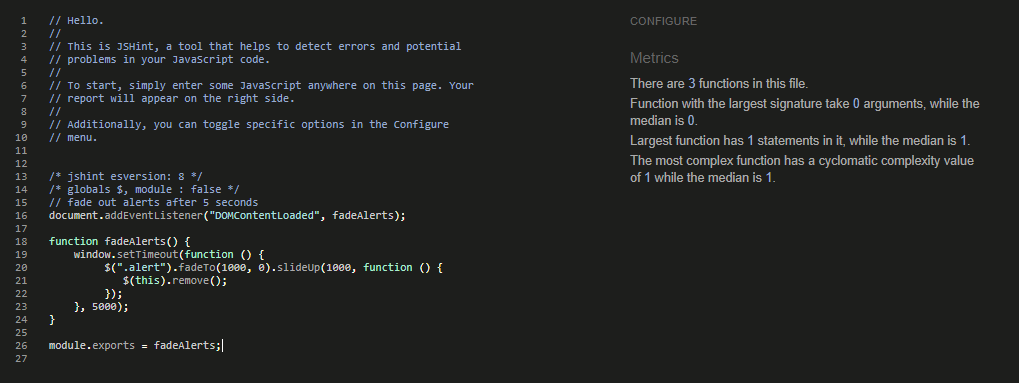 1 // Hello.
2 //
3 // This is JSHint, a tool that helps to detect errors and potential
4 // problems in your JavaScript code.
5 //
6 // To start, simply enter some JavaScript anywhere on this page. Your
7 // report will appear on the right side.
8 //
9 // Additionally, you can toggle specific options in the Configure
10 // menu.
11
12
13 /* jshint esversion: 8 */
14 /* globals $, module : false */
15 // fade out alerts after 5 seconds
16 document.addEventListener("DOMContentLoaded", fadeAlerts);
17
18 function fadeAlerts() {
19     window.setTimeout(function () {
20          $(".alert").fadeTo(1000, 0).slideUp(1000, function () {
21             $(this).remove();
22          });
23     }, 5000);
24 }
25
26 module.exports = fadeAlerts;
27
CONFIGURE
Metrics
There are 3 functions in this file.
Function with the largest signature take 0 arguments, while the
median is 0.
Largest function has 1 statements in it, while the median is 1.
The most complex function has a cyclomatic complexity value
of 1 while the median is 1.